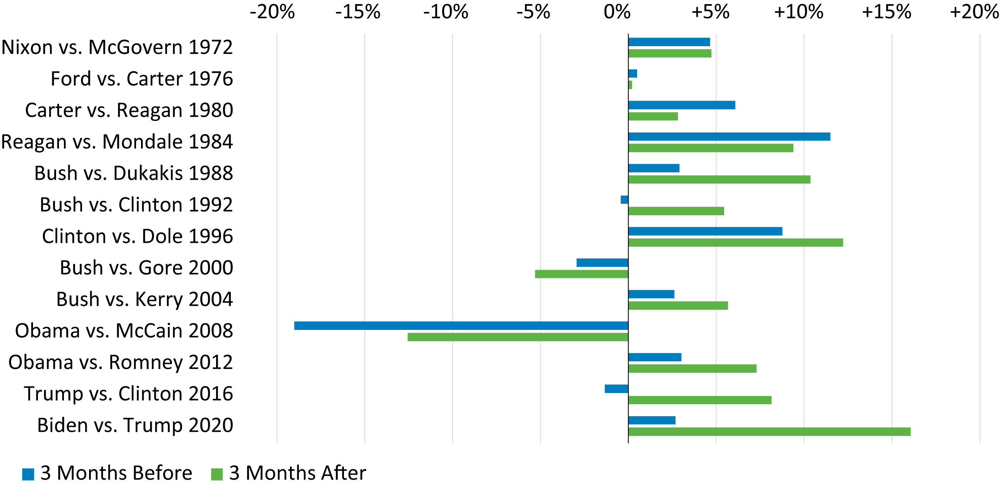 -20% -15% -10% -5% 0% +5% +10% +15% +20%
Nixon vs. McGovern 1972
Ford vs. Carter 1976
Carter vs. Reagan 1980
Reagan vs. Mondale 1984
Bush vs. Dukakis 1988
Bush vs. Clinton 1992
Clinton vs. Dole 1996
Bush vs. Gore 2000
Bush vs. Kerry 2004
Obama vs. McCain 2008
Obama vs. Romney 2012
Trump vs. Clinton 2016
Biden vs. Trump 2020
3 Months Before 3 Months After